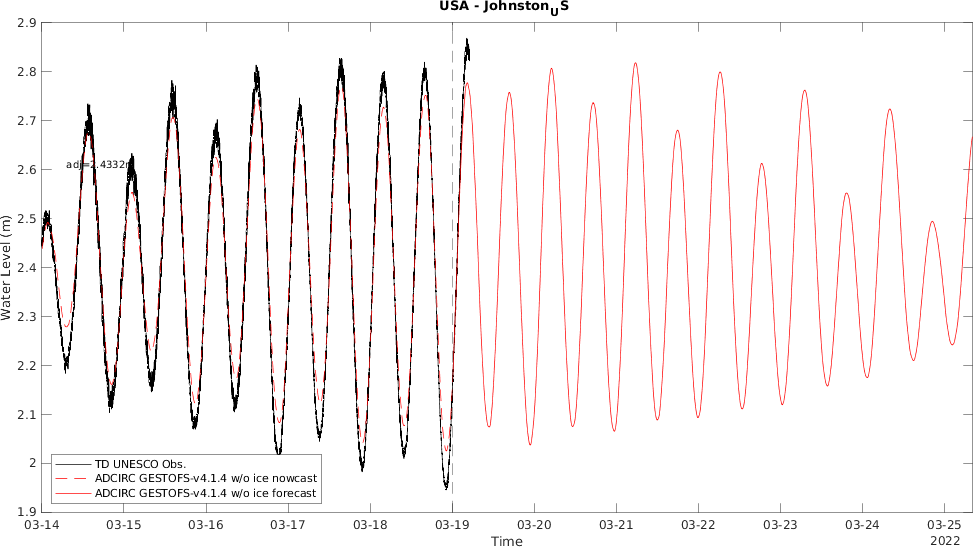 USA - Johnston_US
2.9
2.8
2.7
2.6
2.5
2.4
2.3
2.2
2.1
2
1.9
Water Level (m)
adj=2.4332m
TD UNESCO Obs.
ADCIRC GESTOFS-v4.1.4 w/o ice nowcast
ADCIRC GESTOFS-v4.1.4 w/o ice forecast
03-14 03-15 03-16 03-17 03-18 03-19 03-20 03-21 03-22 03-23 03-24 03-25
Time
2022